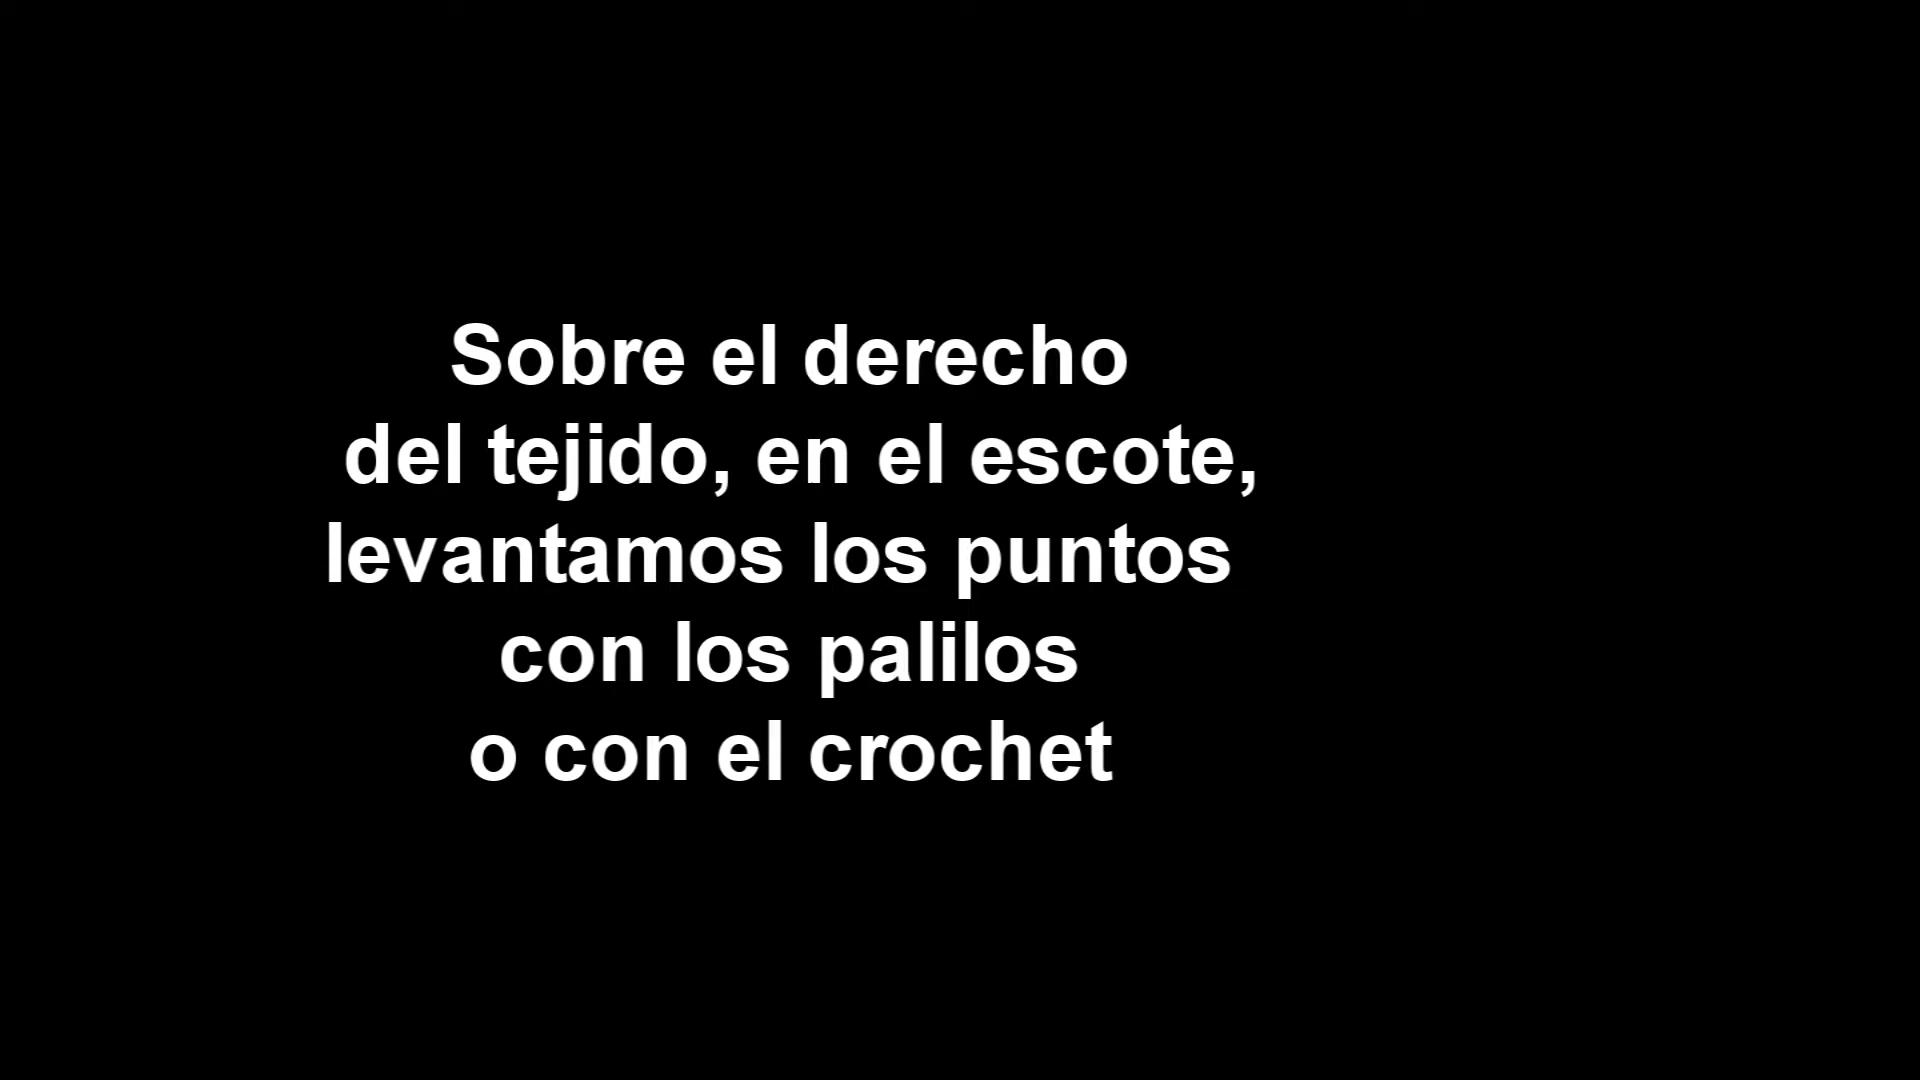 Sobre el derecho
del tejido, en el escote,
levantamos los puntos
con los palilos
o con el crochet